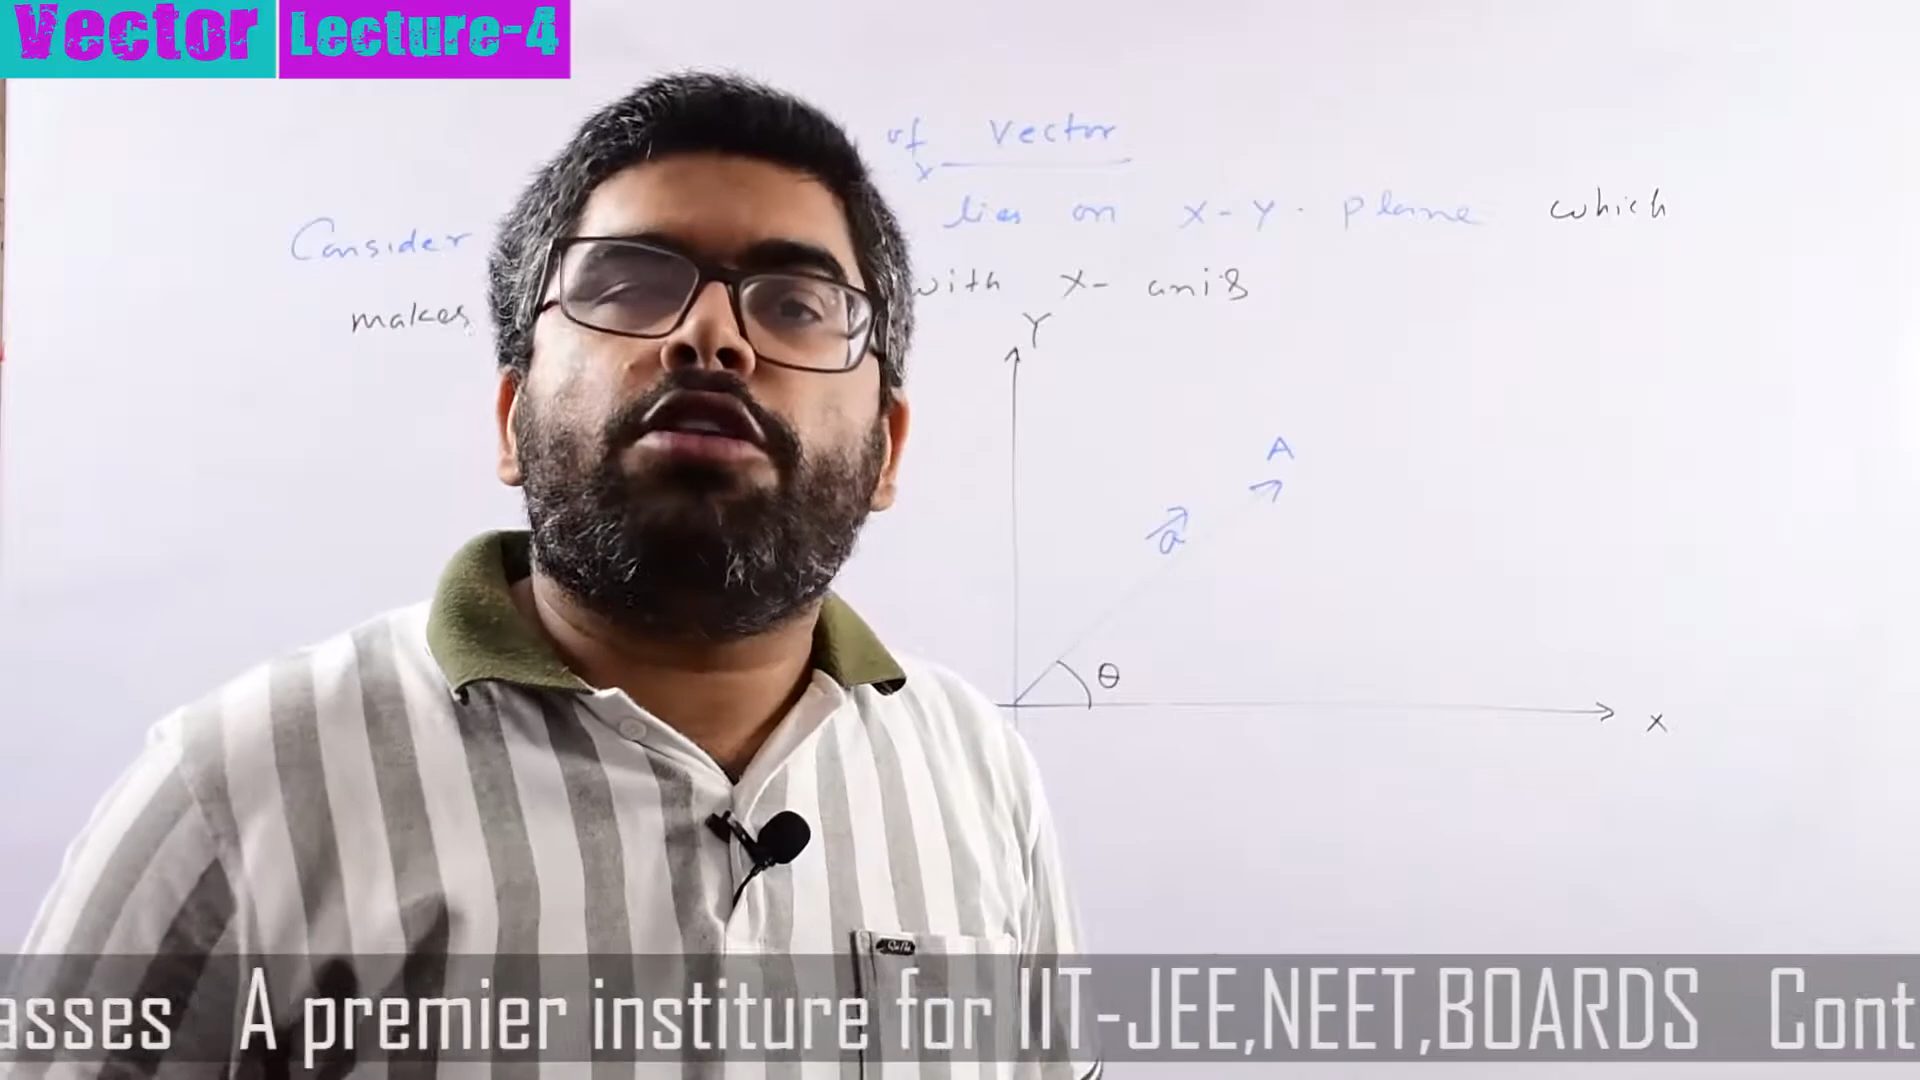 Vector Lecture-4
of Vector
Consider lies on X-Y. plane which
makes with X- axis
Y
A
a
θ
X
asses A premier institure for IIT-JEE,NEET,BOARDS Cont